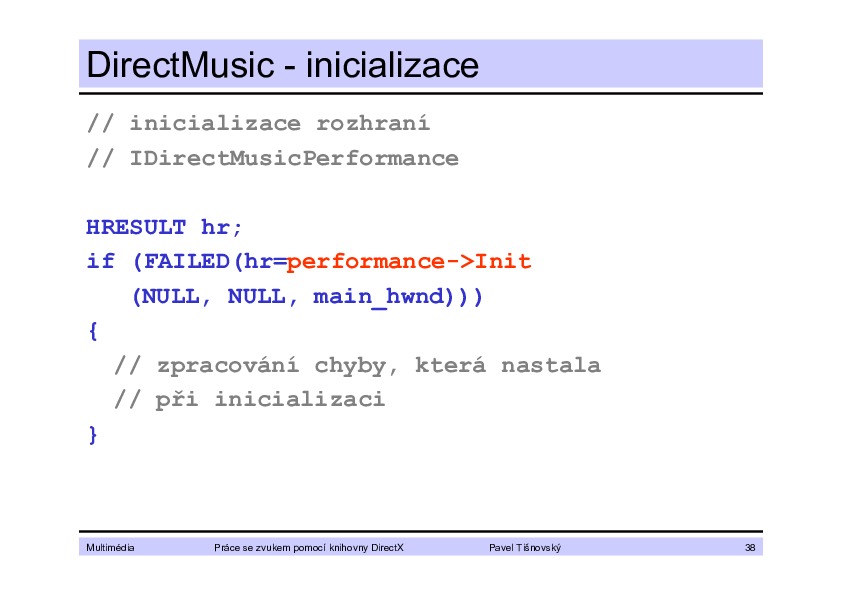 DirectMusic - inicializace
// inicializace rozhraní
// IDirectMusicPerformance
HRESULT hr;
if (FAILED(hr=performance->Init
(NULL, NULL, main_hwnd)))
{
// zpracování chyby, která nastala
// při inicializaci
}
Multimédia Práce se zvukem pomocí knihovny DirectX Pavel Tišnovský 38